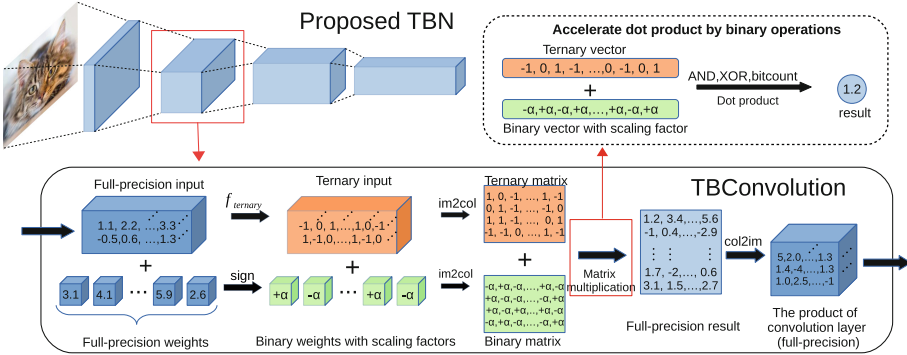 Proposed TBN
Accelerate dot product by binary operations
Ternary vector
-1, 0, 1, -1, ...,0, -1, 0, 1
+
-α,+α,-α,+α,...,+α,-α,+α
Binary vector with scaling factor
AND,XOR,bitcount
Dot product
1.2
result
TBConvolution
Full-precision input
1.1, 2.2, ...,3.3
-0.5,0.6, ...,1.3
+
3.1 4.1 ... 5.9 2.6
Full-precision weights
f ternary
sign
Ternary input
-1, 0, 1,...,1,0,-1
1,-1,0,...,1,-1,0
+
+α -α ... +α -α
Binary weights with scaling factors
im2col
im2col
Ternary matrix
1, 0, -1, ..., 1, -1
0, 1, -1, ..., -1, 0
1, 1, -1, ..., 0, 1
-1, -1, 0, ..., 1, -1
+
-α,+α,-α,...,+α,-α
+α,-α,+α,...,-α,+α
+α,-α,+α,..,+α,-α
-α,+α,-α,...,-α,+α
Binary matrix
Matrix
multiplication
1.2, 3.4,...,5.6
-1, 0.4,...,-2.9
1.7, -2,..., 0.6
3.1, 1.5,...,2.7
Full-precision result
col2im
5,2.0,...,1.3
1.4,-4,...,1.3
1.0,2.5,...,-1
The product of
convolution layer
(full-precision)